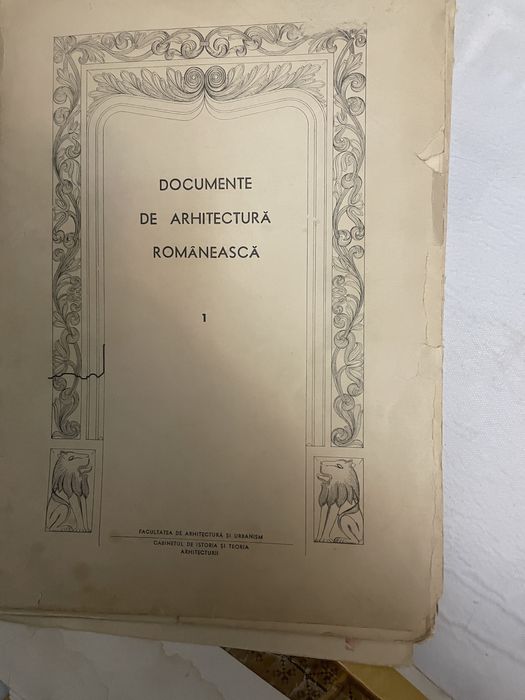 DOCUMENTE
DE ARHITECTURĂ
ROMÂNEASCĂ
1
FACULTATEA DE ARHITECTURĂ ŞI URBANISM
CABINETUL DE ISTORIA ŞI TEORIA
ARHITECTURII